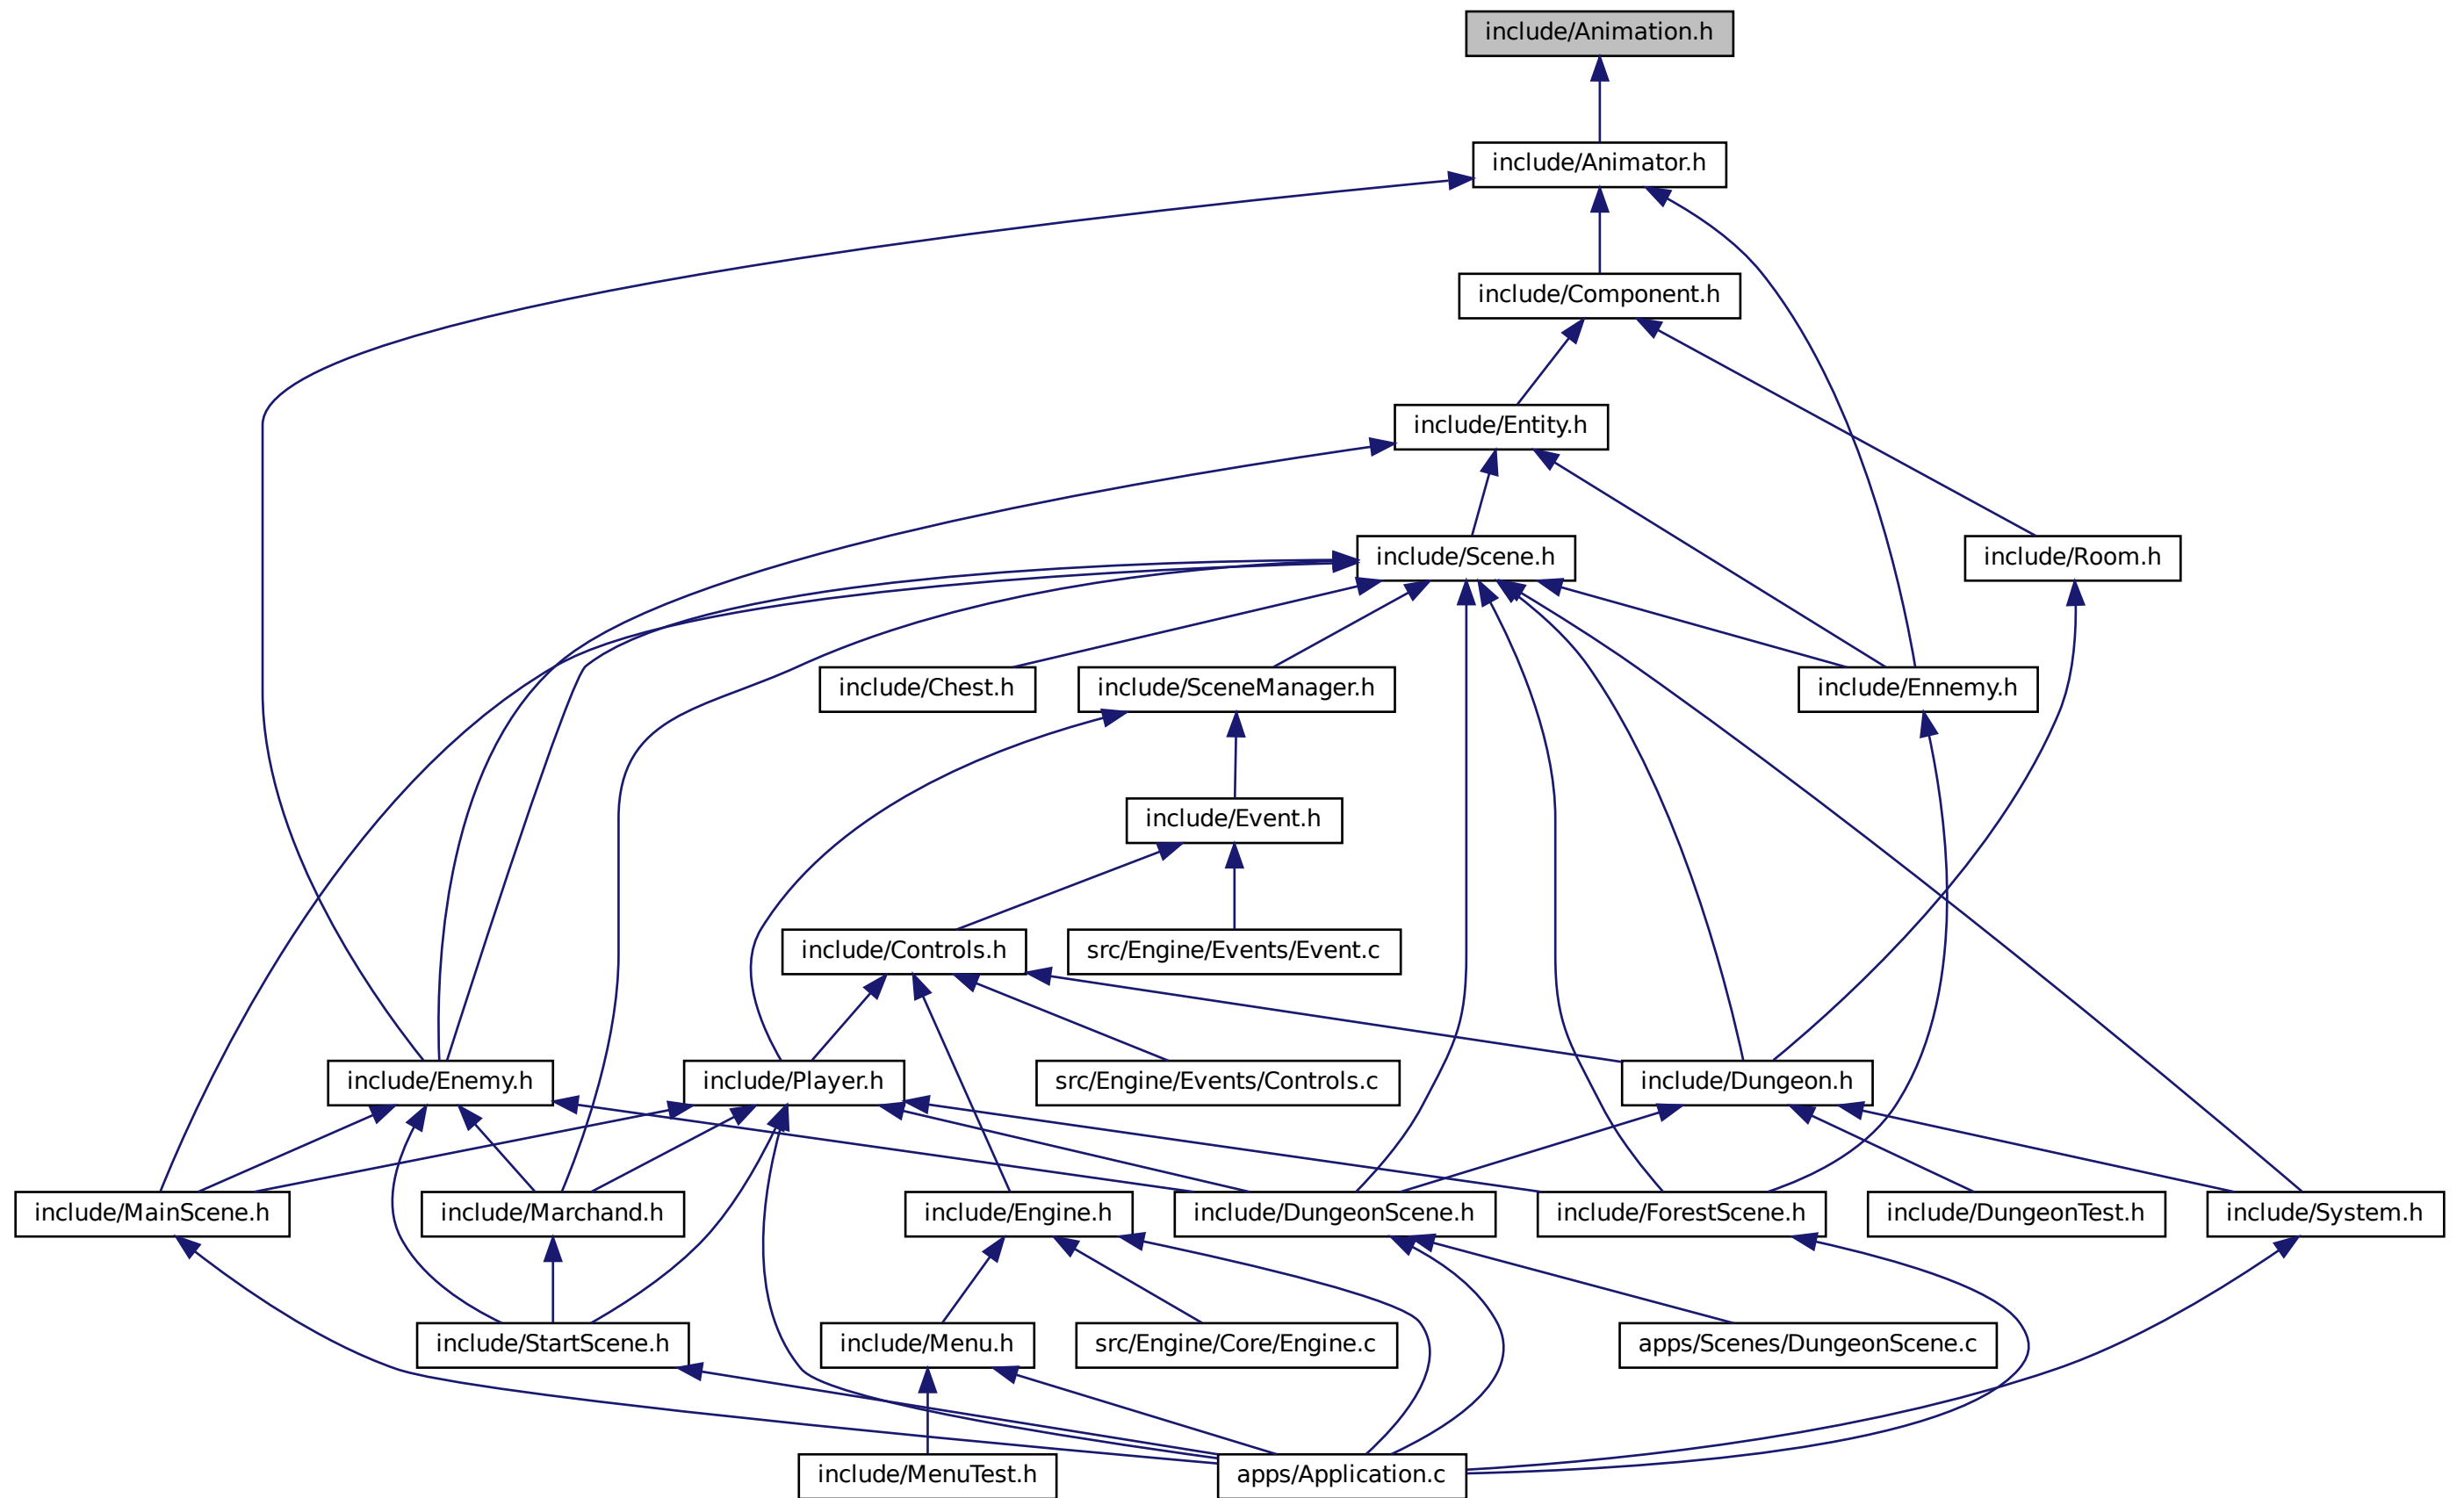 include/Animation.h
include/Animator.h
include/Component.h
include/Entity.h
include/Scene.h
include/Room.h
include/Chest.h
include/SceneManager.h
include/Ennemy.h
include/Event.h
include/Controls.h
src/Engine/Events/Event.c
include/Enemy.h
include/Player.h
src/Engine/Events/Controls.c
include/Dungeon.h
include/MainScene.h
include/Marchand.h
include/Engine.h
include/DungeonScene.h
include/ForestScene.h
include/DungeonTest.h
include/System.h
include/StartScene.h
include/Menu.h
src/Engine/Core/Engine.c
apps/Scenes/DungeonScene.c
include/MenuTest.h
apps/Application.c